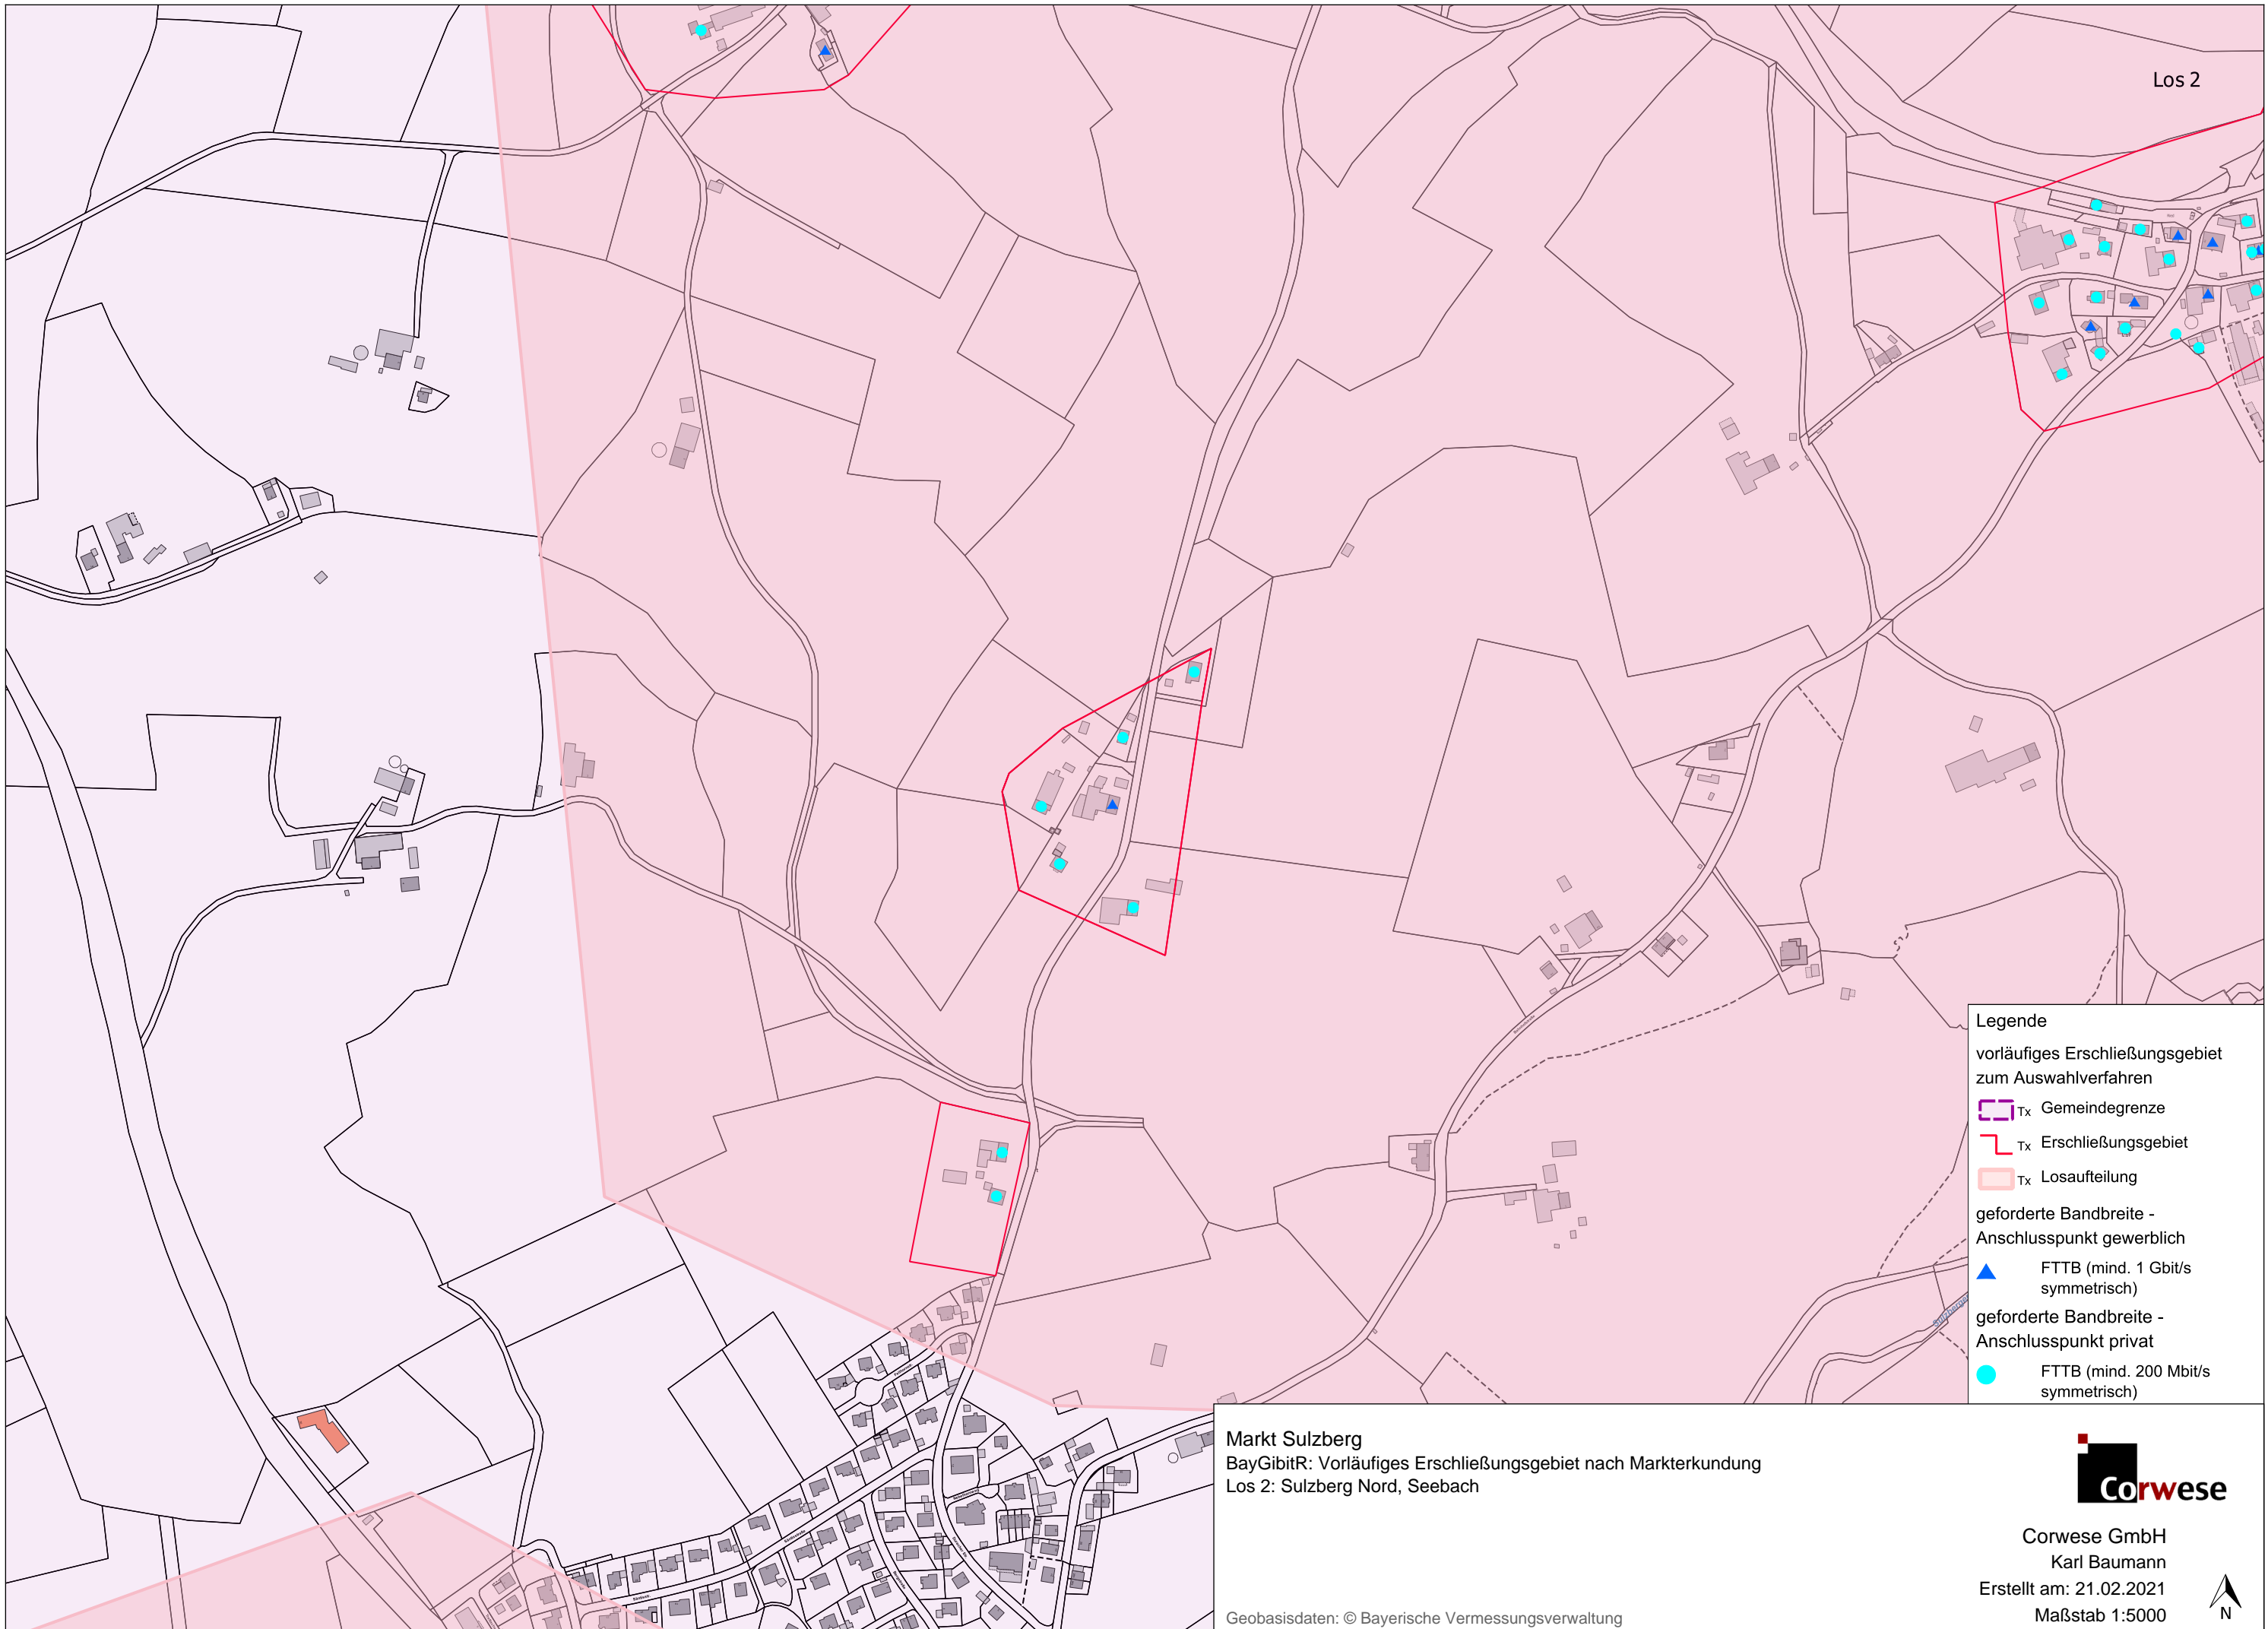 Los 2
Legende
vorläufiges Erschließungsgebiet
zum Auswahlverfahren
Tx Gemeindegrenze
Tx Erschließungsgebiet
Tx Losaufteilung
geforderte Bandbreite -
Anschlusspunkt gewerblich
FTTB (mind. 1 Gbit/s
symmetrisch)
geforderte Bandbreite -
Anschlusspunkt privat
FTTB (mind. 200 Mbit/s
symmetrisch)
Markt Sulzberg
BayGibitR: Vorläufiges Erschließungsgebiet nach Markterkundung
Los 2: Sulzberg Nord, Seebach
Corwese
Corwese GmbH
Karl Baumann
Erstellt am: 21.02.2021
Maßstab 1:5000
N
Geobasisdaten: © Bayerische Vermessungsverwaltung